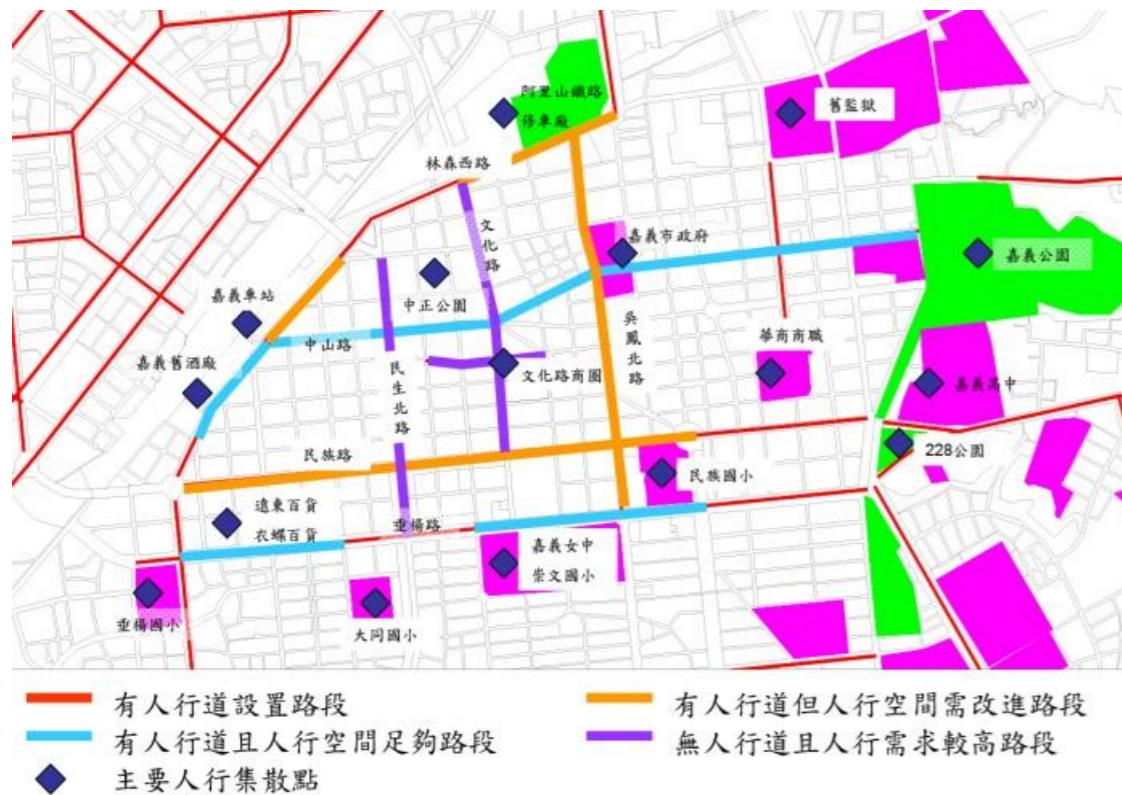 阿里山鐵路
修車廠
舊監獄
林森西路
文化路
嘉義市政府
嘉義公園
中正公園
嘉義車站
吳鳳北路
中山路
華商商職
嘉義舊酒廠
民生北路
文化路商圈
嘉義高中
民族路
228公園
民族國小
遠東百貨
衣蝶百貨
垂楊路
嘉義女中
崇文國小
垂楊國小
大同國小
有人行道設置路段
有人行道但人行空間需改進路段
有人行道且人行空間足夠路段
無人行道且人行需求較高路段
主要人行集散點